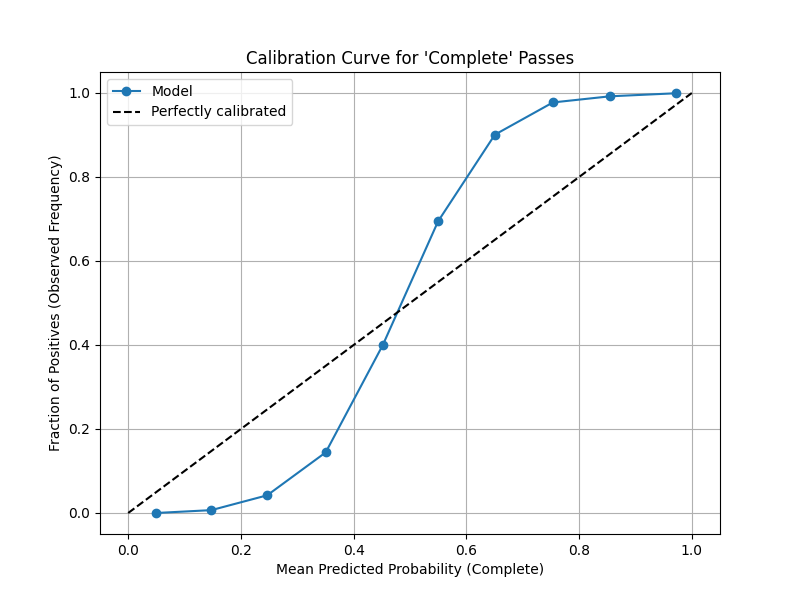 Calibration Curve for 'Complete' Passes
Model
Perfectly calibrated
Fraction of Positives (Observed Frequency)
1.0
0.8
0.6
0.4
0.2
0.0
0.0 0.2 0.4 0.6 0.8 1.0
Mean Predicted Probability (Complete)